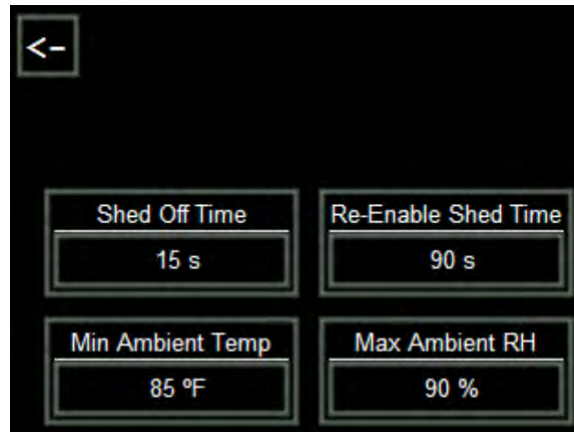 <-
Shed Off Time
15 s
Re-Enable Shed Time
90 s
Min Ambient Temp
85 ºF
Max Ambient RH
90 %